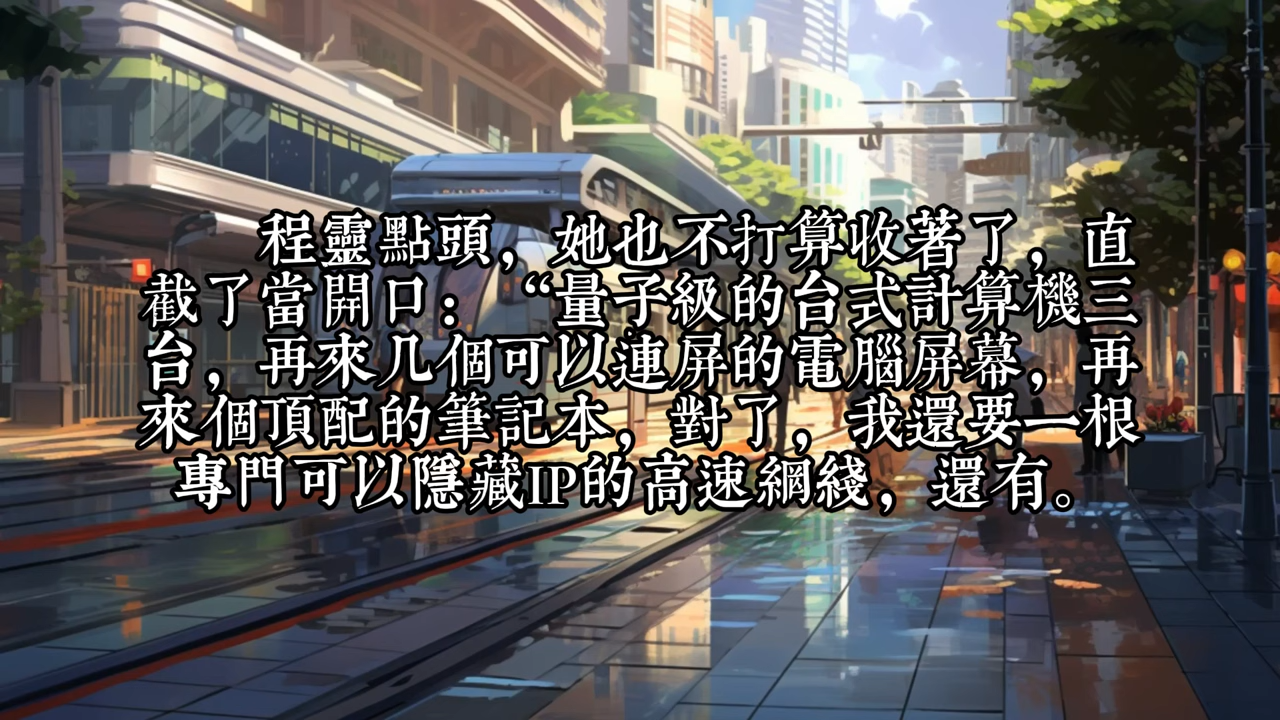 程靈點頭，她也不打算收著了，直
截了當開口：“量子級的台式計算機三
台，再來几個可以連屏的電腦屏幕，再
來個頂配的筆記本，對了，我還要一根
專門可以隱藏IP的高速網綫，還有。